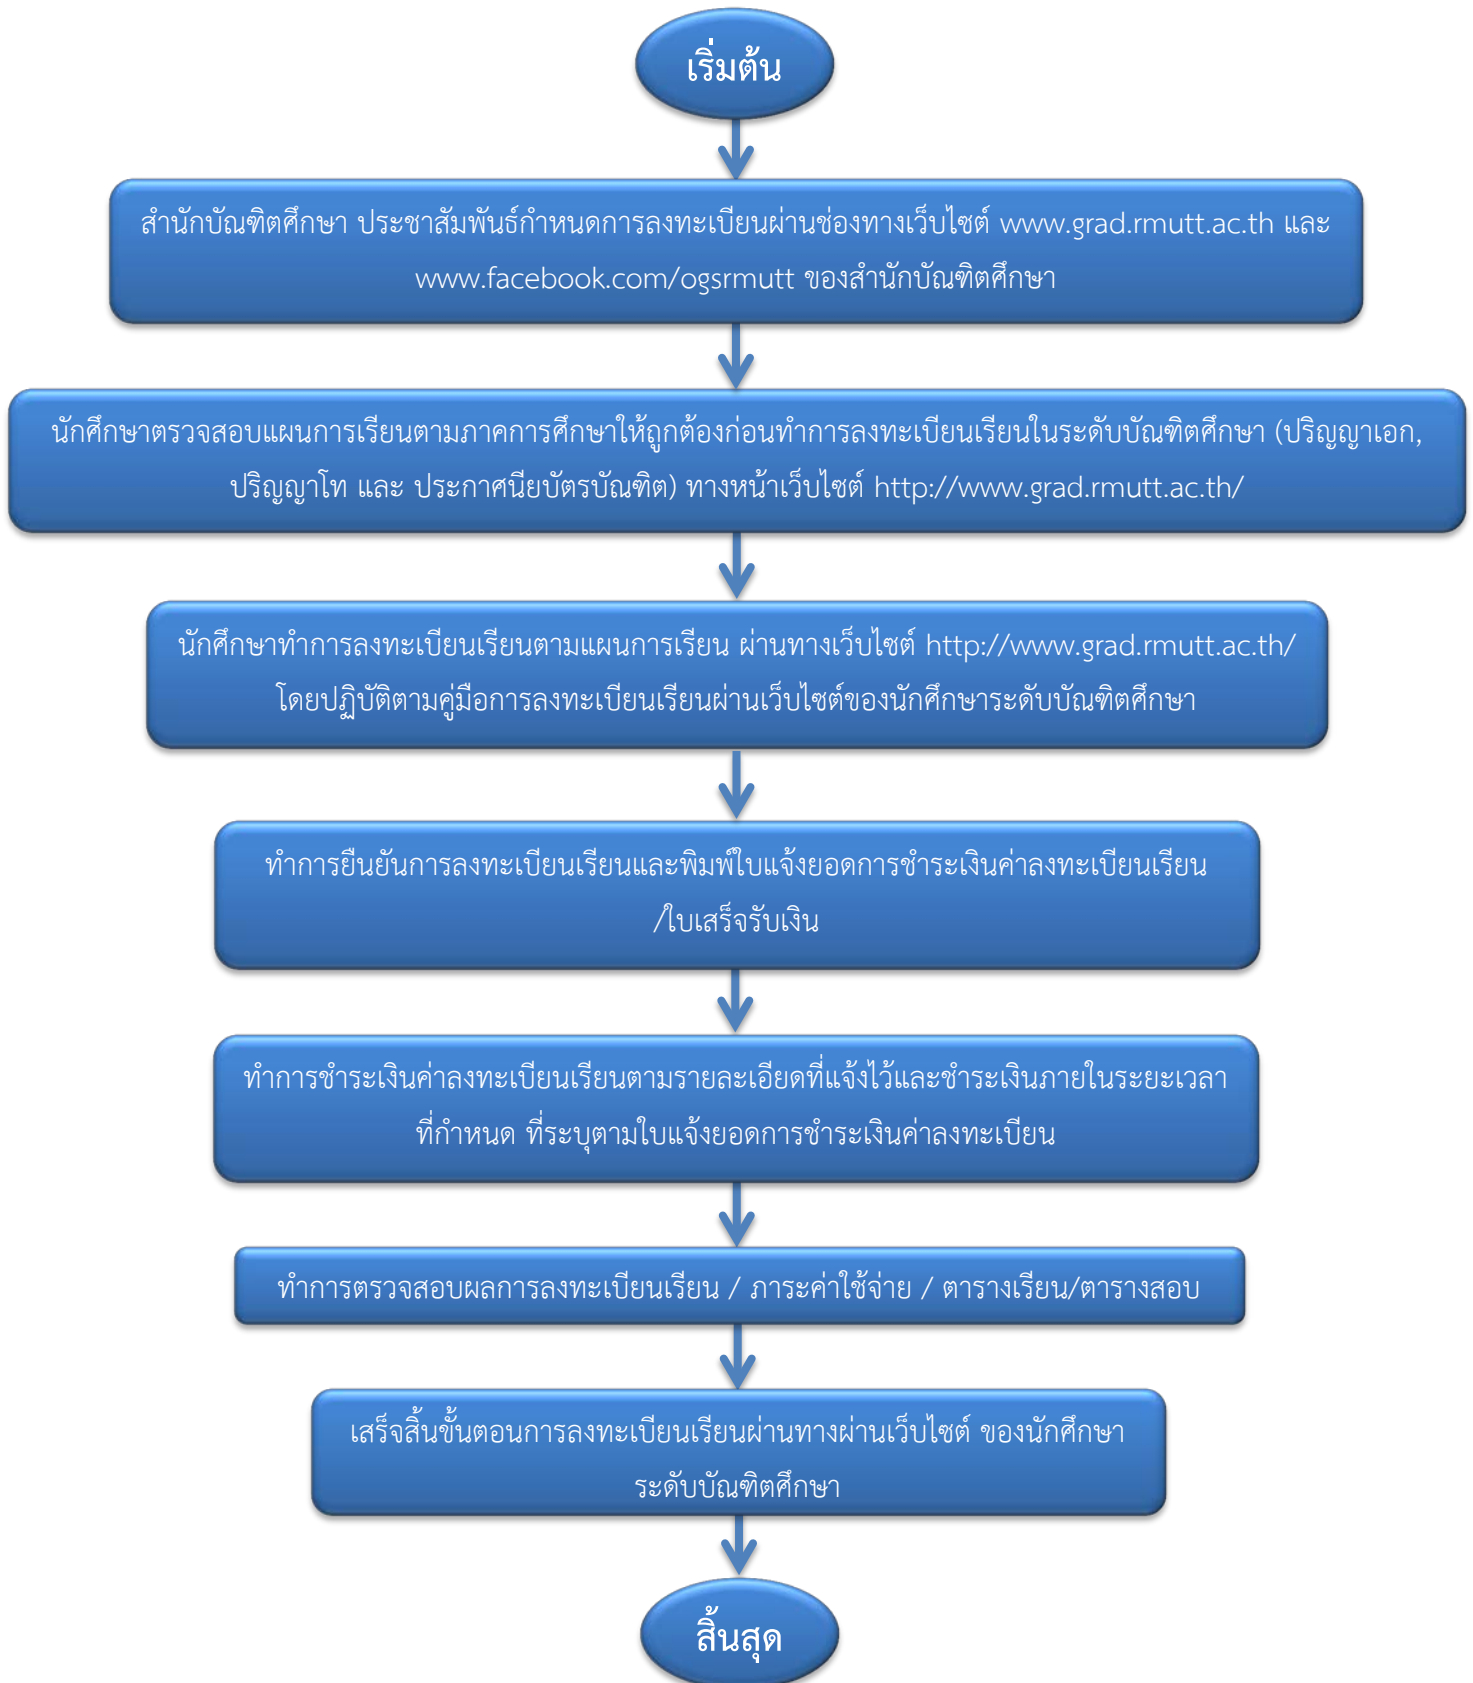 เริ่มต้น
สำนักบัณฑิตศึกษา ประชาสัมพันธ์กำหนดการลงทะเบียนผ่านช่องทางเว็บไซต์ www.grad.rmutt.ac.th และ
www.facebook.com/ogsrmutt ของสำนักบัณฑิตศึกษา
นักศึกษาตรวจสอบแผนการเรียนตามภาคการศึกษาให้ถูกต้องก่อนทำการลงทะเบียนเรียนในระดับบัณฑิตศึกษา (ปริญญาเอก,
ปริญญาโท และ ประกาศนียบัตรบัณฑิต) ทางหน้าเว็บไซต์ http://www.grad.rmutt.ac.th/
นักศึกษาทำการลงทะเบียนเรียนตามแผนการเรียน ผ่านทางเว็บไซต์ http://www.grad.rmutt.ac.th/
โดยปฏิบัติตามคู่มือการลงทะเบียนเรียนผ่านเว็บไซต์ของนักศึกษาระดับบัณฑิตศึกษา
ทำการยืนยันการลงทะเบียนเรียนและพิมพ์ใบแจ้งยอดการชำระเงินค่าลงทะเบียนเรียน
/ใบเสร็จรับเงิน
ทำการชำระเงินค่าลงทะเบียนเรียนตามรายละเอียดที่แจ้งไว้และชำระเงินภายในระยะเวลา
ที่กำหนด ที่ระบุตามใบแจ้งยอดการชำระเงินค่าลงทะเบียน
ทำการตรวจสอบผลการลงทะเบียนเรียน / ภาระค่าใช้จ่าย / ตารางเรียน/ตารางสอบ
เสร็จสิ้นขั้นตอนการลงทะเบียนเรียนผ่านทางผ่านเว็บไซต์ ของนักศึกษา
ระดับบัณฑิตศึกษา
สิ้นสุด